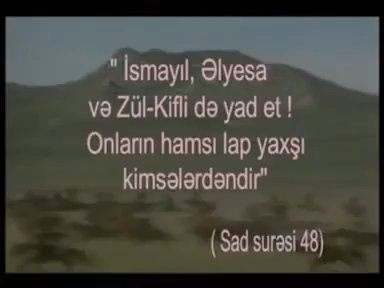 " İsmayıl, Əlyesa
və Zül-Kifli də yad et !
Onların hamsı lap yaxşı
kimsələrdəndir"
( Sad surəsi 48)